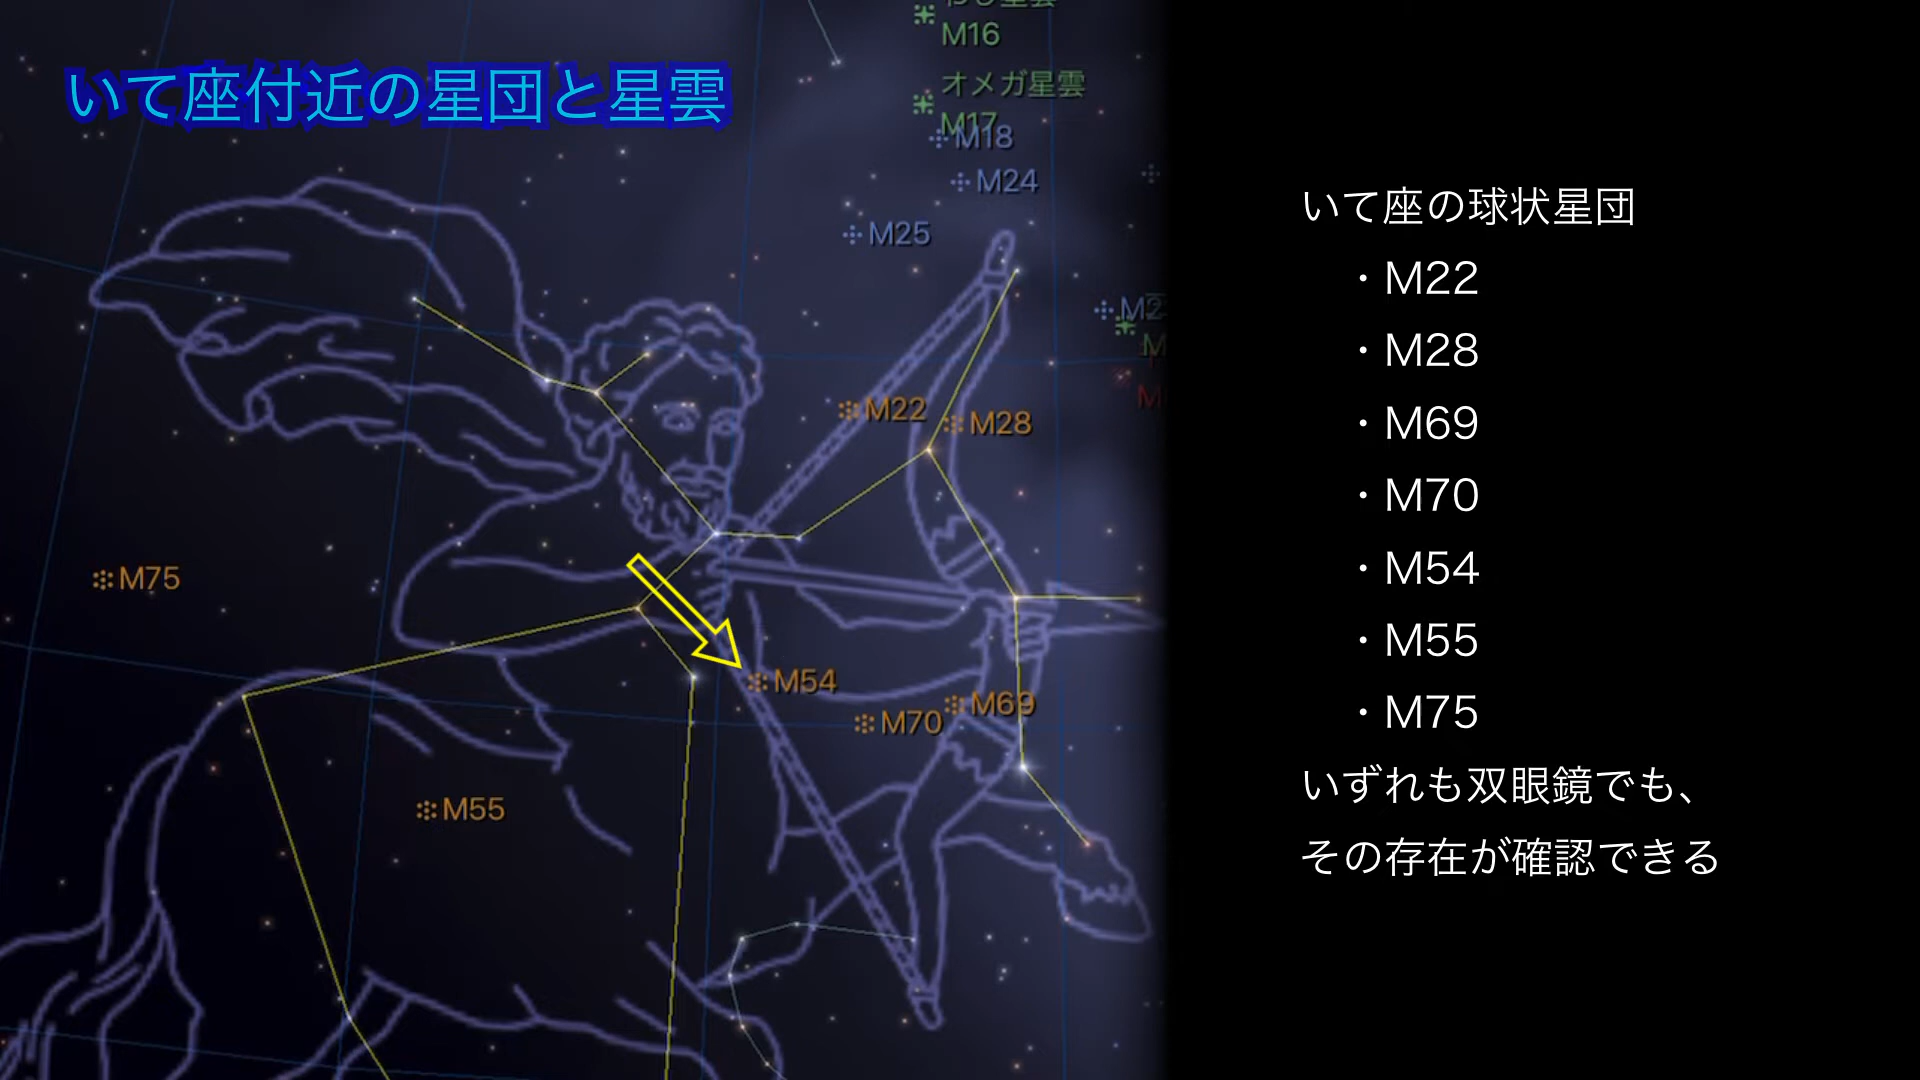 いて座付近の星団と星雲
M16
オメガ星雲
M17
M18
M24
M25
M22
M28
M75
M54
M69
M70
M55
いて座の球状星団
・M22
・M28
・M69
・M70
・M54
・M55
・M75
いずれも双眼鏡でも、
その存在が確認できる